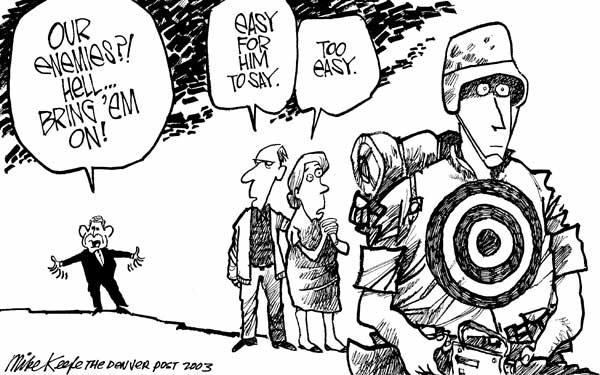 OUR
ENEMIES?!
HELL...
BRING 'EM
ON!
EASY
FOR
HIM
TO SAY.
TOO
EASY.
MIKE KEEFE THE DENVER POST 2003